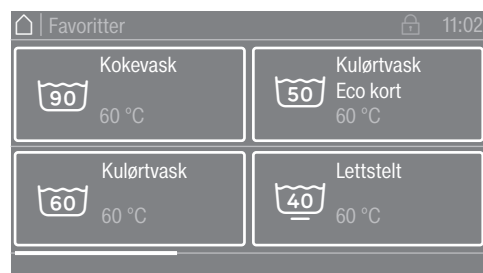 Favoritter 11:02
Kokevask
90
60 °C
Kulørtvask
50 Eco kort
60 °C
Kulørtvask
60
60 °C
Lettstelt
40
60 °C